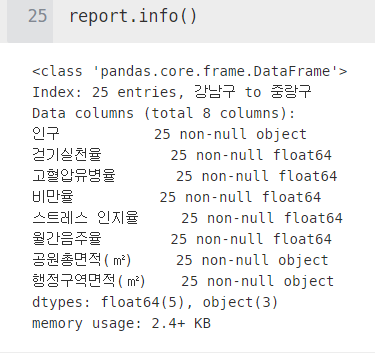 25 report.info()
<class 'pandas.core.frame.DataFrame'>
Index: 25 entries, 강남구 to 중랑구
Data columns (total 8 columns):
인구 25 non-null object
걷기실천율 25 non-null float64
고혈압유병율 25 non-null float64
비만율 25 non-null float64
스트레스 인지율 25 non-null float64
월간음주율 25 non-null float64
공원총면적(㎡) 25 non-null object
행정구역면적(㎡) 25 non-null object
dtypes: float64(5), object(3)
memory usage: 2.4+ KB